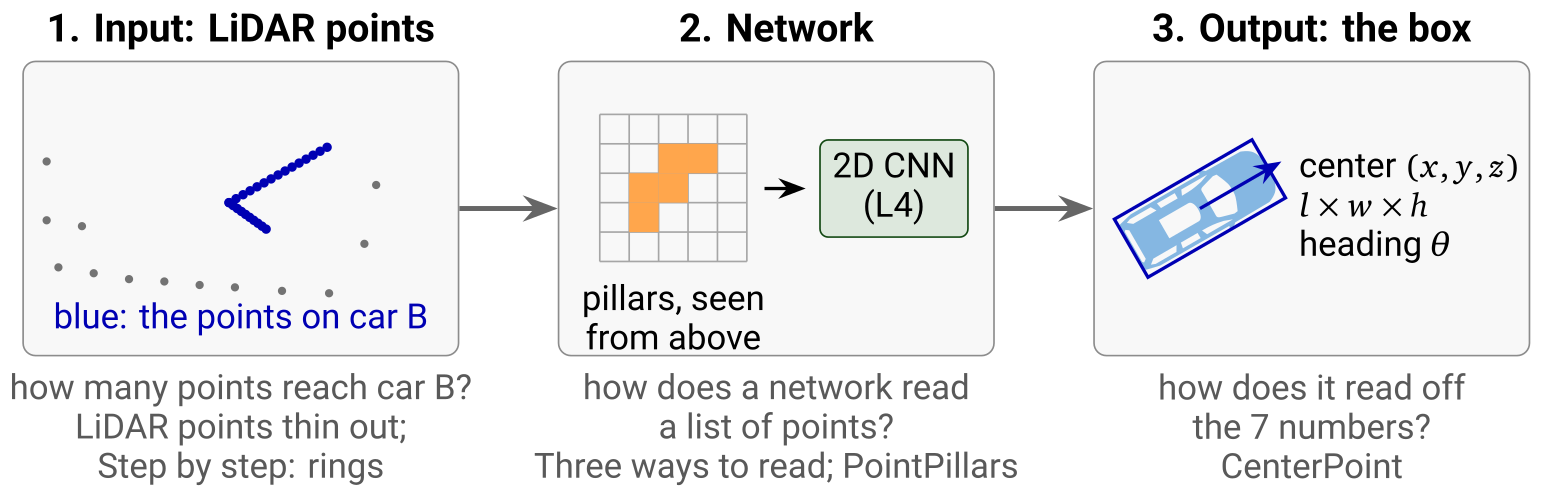 1. Input: LiDAR points
blue: the points on car B
how many points reach car B?
LiDAR points thin out;
Step by step: rings
2. Network
2D CNN
(L4)
pillars, seen
from above
how does a network read
a list of points?
Three ways to read; PointPillars
3. Output: the box
center (x, y, z)
l × w × h
heading θ
how does it read off
the 7 numbers?
CenterPoint